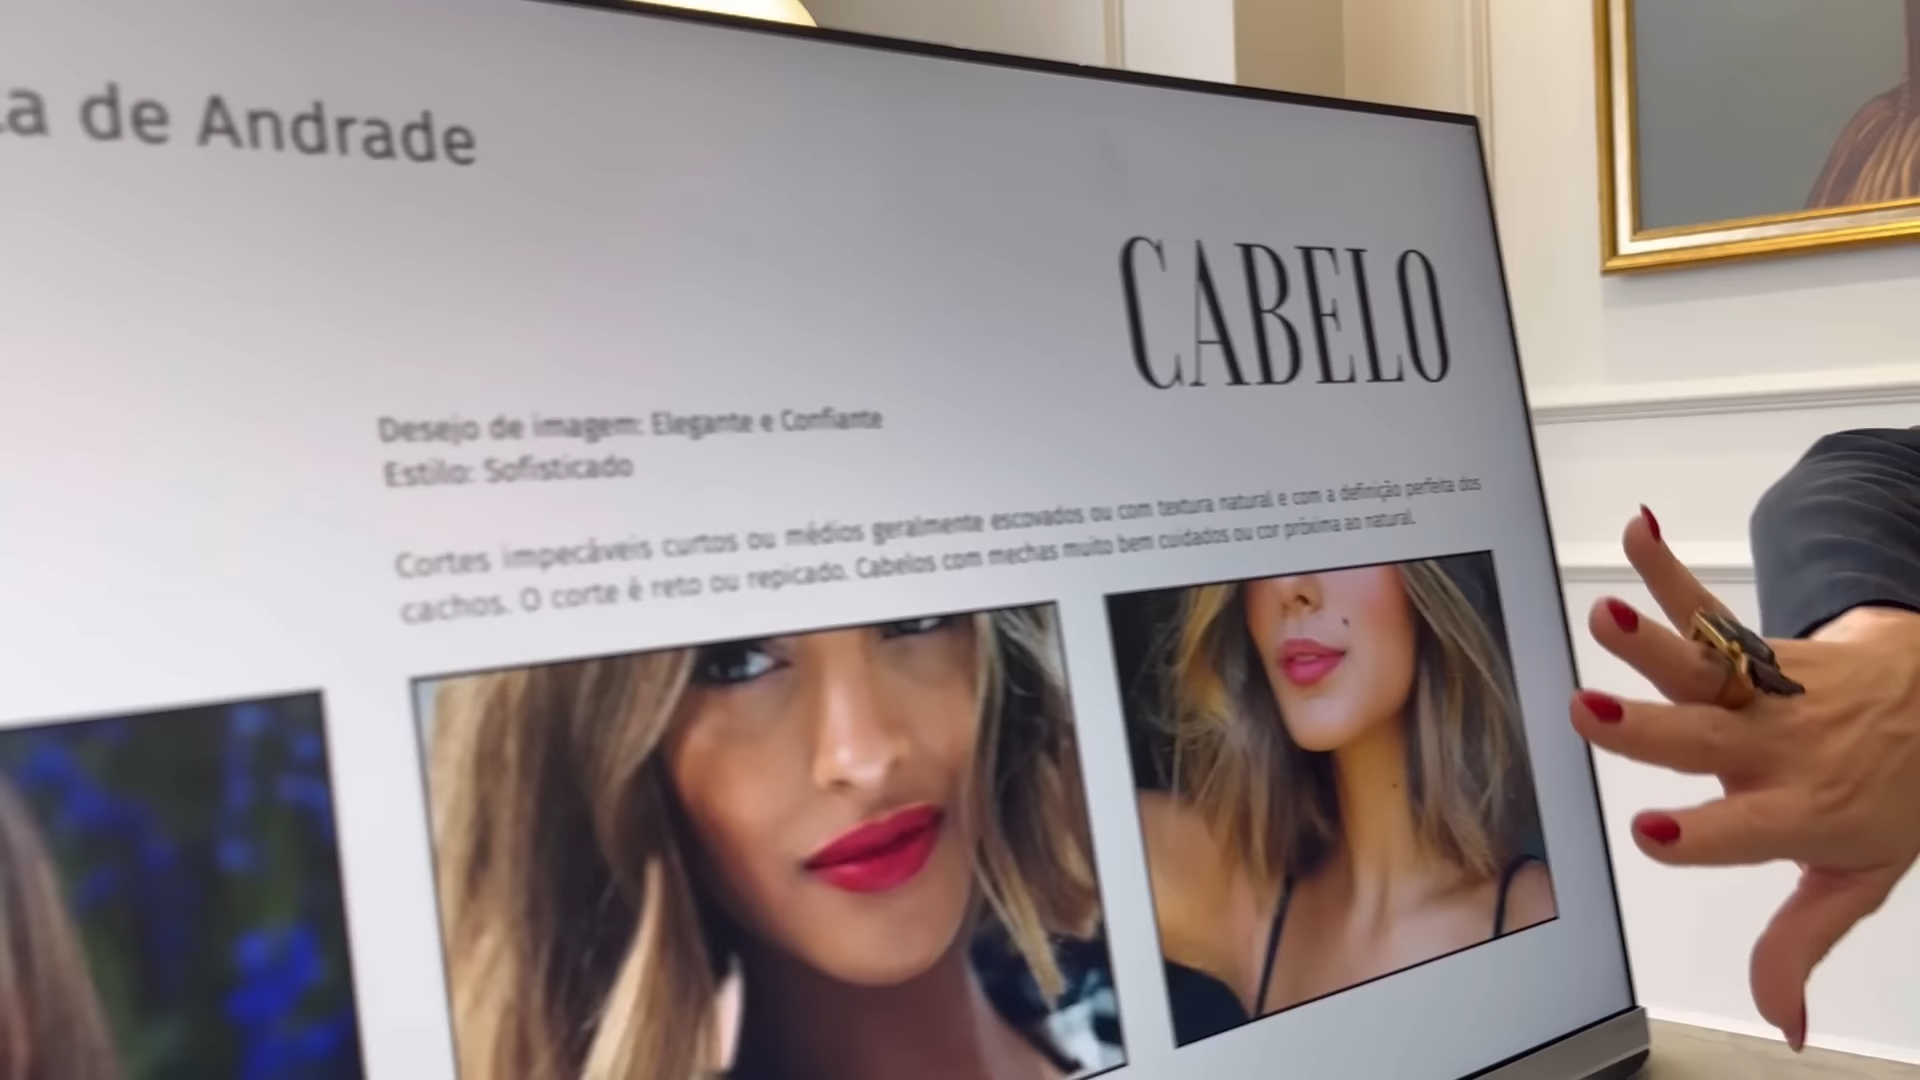 de Andrade
CABELO
Desejo de imagem: Elegante e Confiante
Estilo: Sofisticado
Cortes impecáveis curtos ou médios geralmente escovados ou com textura natural e com a definição perfeita dos
cachos. O corte é reto ou repicado. Cabelos com mechas muito bem cuidados ou cor próxima ao natural.